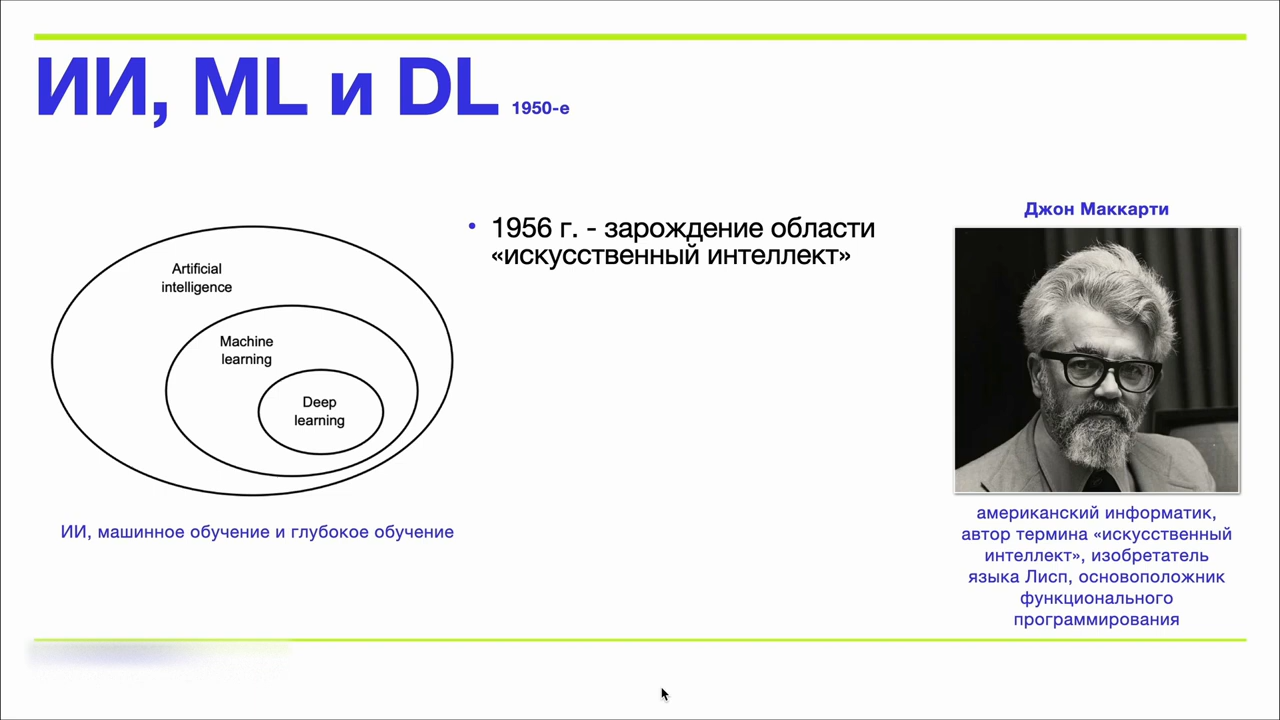 ИИ, ML и DL 1950-е
Artificial
intelligence
Machine
learning
Deep
learning
ИИ, машинное обучение и глубокое обучение
• 1956 г. - зарождение области
«искусственный интеллект»
Джон Маккарти
американский информатик,
автор термина «искусственный
интеллект», изобретатель
языка Лисп, основоположник
функционального
программирования